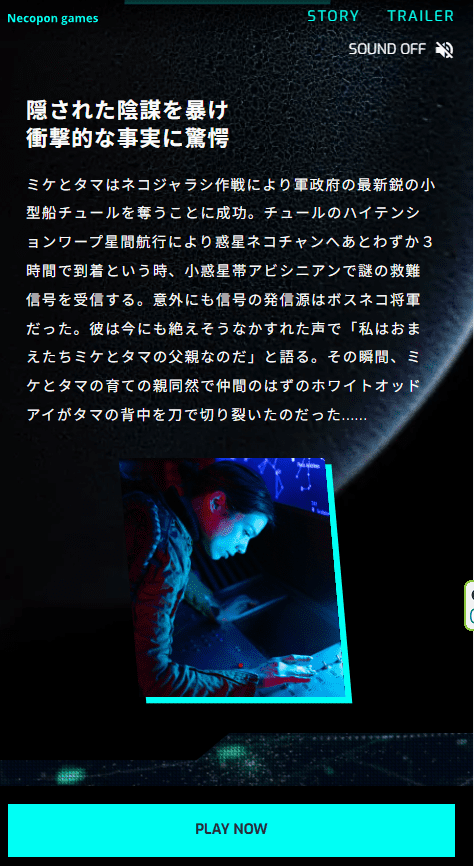 Necopon games
STORY TRAILER
SOUND OFF
隠された陰謀を暴け
衝撃的な事実に驚愕
ミケとタマはネコジャラシ作戦により軍政府の最新鋭の小
型船チュールを奪うことに成功。チュールのハイテンシ
ョンワープ星間航行により惑星ネコチャンへあとわずか３
時間で到着という時、小惑星帯アビシニアンで謎の救難
信号を受信する。意外にも信号の発信源はボスネコ将軍
だった。彼は今にも絶えそうなかすれた声で「私はおま
えたちミケとタマの父親なのだ」と語る。その瞬間、ミ
ケとタマの育ての親同然で仲間のはずのホワイトオッド
アイがタマの背中を刀で切り裂いたのだった......
PLAY NOW